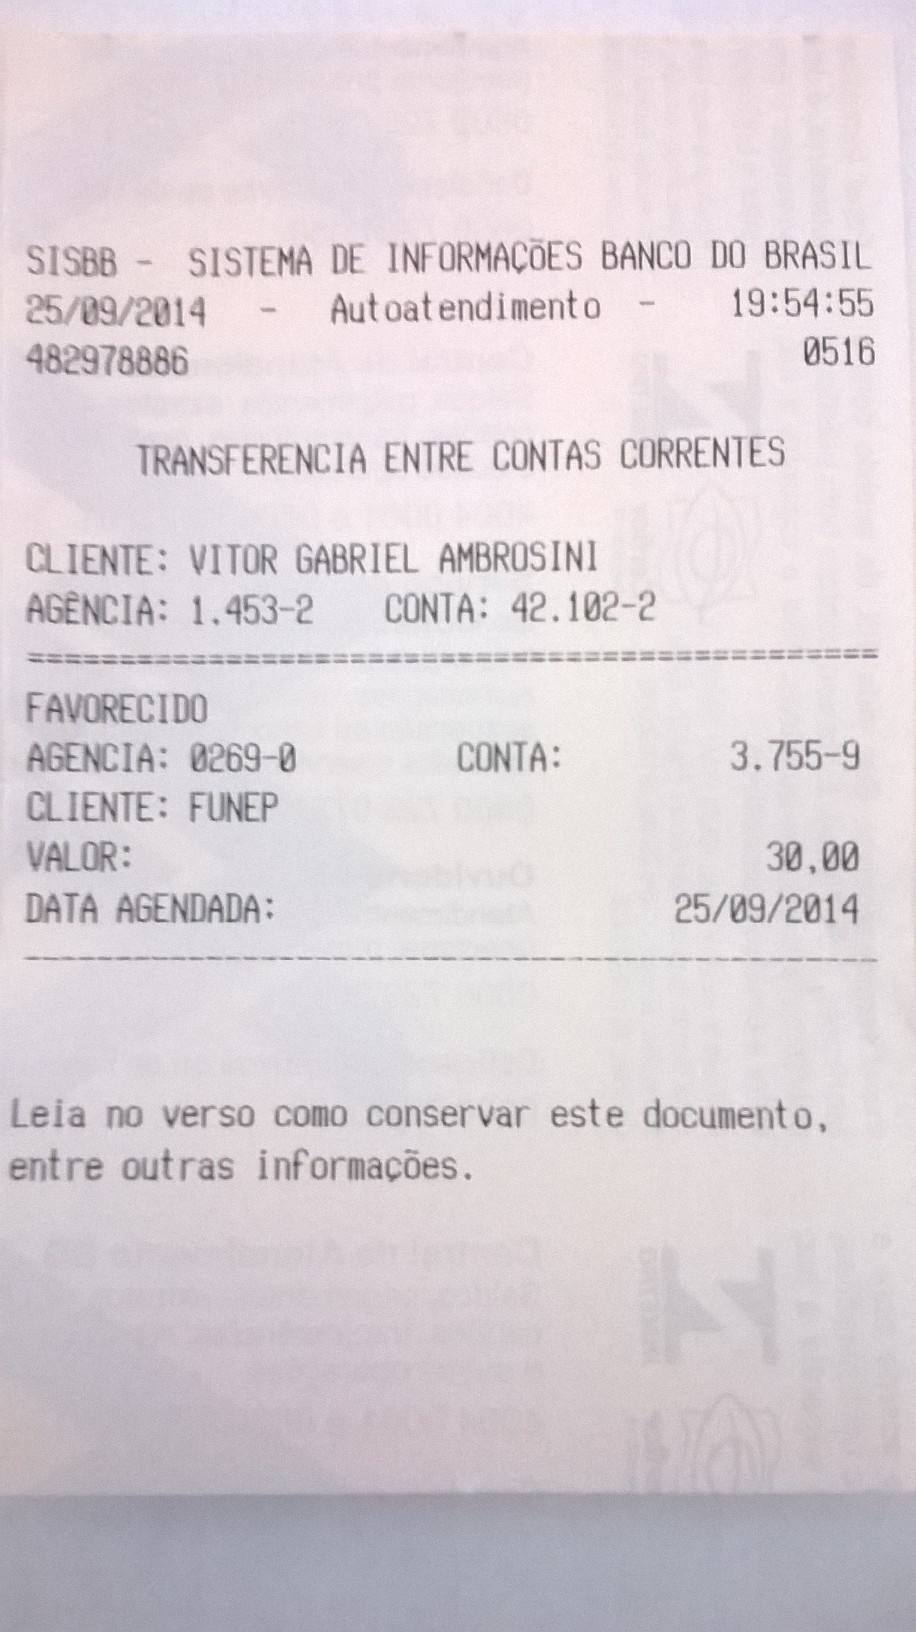 SISBB - SISTEMA DE INFORMAÇÕES BANCO DO BRASIL
25/09/2014 - Autoatendimento - 19:54:55
482978886 0516
TRANSFERENCIA ENTRE CONTAS CORRENTES
CLIENTE: VITOR GABRIEL AMBROSINI
AGÊNCIA: 1.453-2 CONTA: 42.102-2
================================================
FAVORECIDO
AGENCIA: 0269-0 CONTA: 3.755-9
CLIENTE: FUNEP
VALOR: 30,00
DATA AGENDADA: 25/09/2014
------------------------------------------------
Leia no verso como conservar este documento,
entre outras informações.